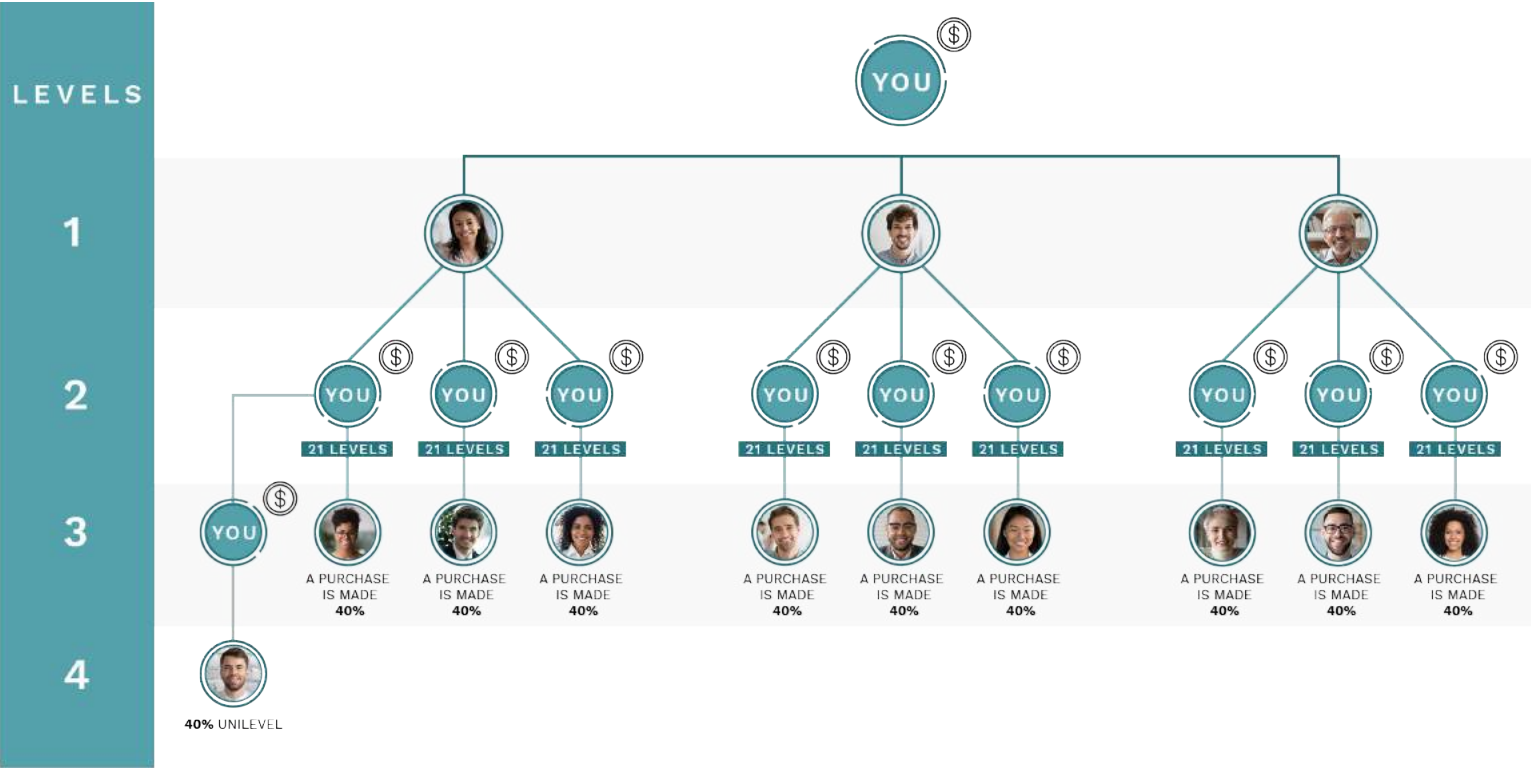 $
YOU
LEVELS
1
$ $ $ $ $ $ $ $ $
2
YOU YOU YOU YOU YOU YOU YOU YOU YOU
21 LEVELS 21 LEVELS 21 LEVELS 21 LEVELS 21 LEVELS 21 LEVELS 21 LEVELS 21 LEVELS 21 LEVELS
$
3
YOU
A PURCHASE A PURCHASE A PURCHASE A PURCHASE A PURCHASE A PURCHASE A PURCHASE A PURCHASE A PURCHASE
IS MADE IS MADE IS MADE IS MADE IS MADE IS MADE IS MADE IS MADE IS MADE
40% 40% 40% 40% 40% 40% 40% 40% 40%
4
40% UNILEVEL